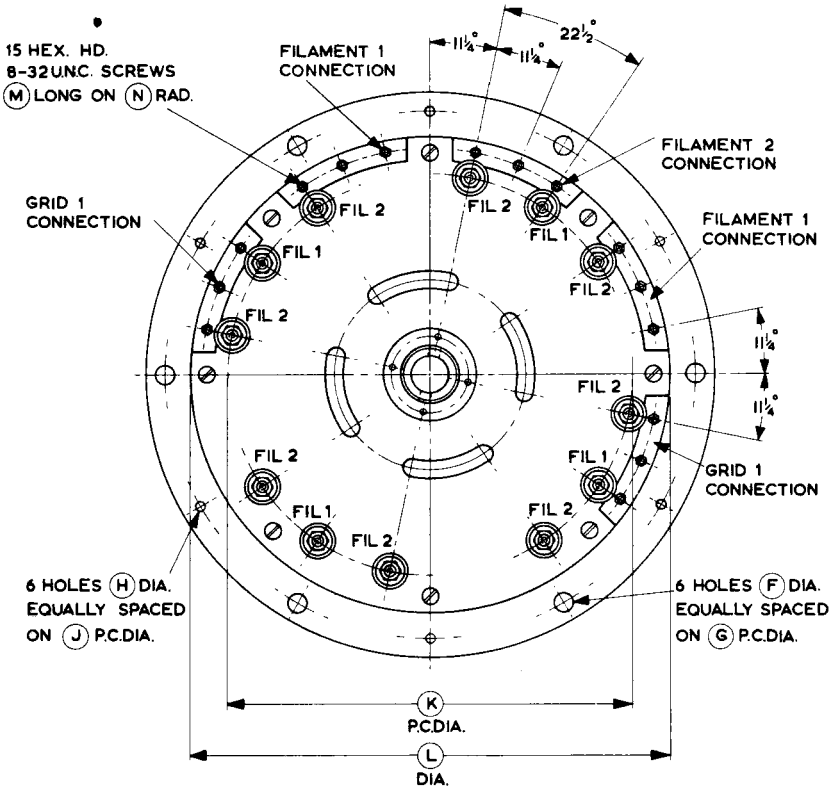 15 HEX. HD.
8-32 U.N.C. SCREWS
(M) LONG ON (N) RAD.
FILAMENT 1
CONNECTION
11¼°
11¼°
22½°
FILAMENT 2
CONNECTION
GRID 1
CONNECTION
FILAMENT 1
CONNECTION
FIL 2
FIL 2
FIL 1
FIL 1
FIL 2
FIL 2
11¼°
11¼°
FIL 2
FIL 2
FIL 1
FIL 1
FIL 2
FIL 2
GRID 1
CONNECTION
6 HOLES (H) DIA.
EQUALLY SPACED
ON (J) P.C.DIA.
6 HOLES (F) DIA.
EQUALLY SPACED
ON (G) P.C.DIA.
K
P.C.DIA.
L
DIA.